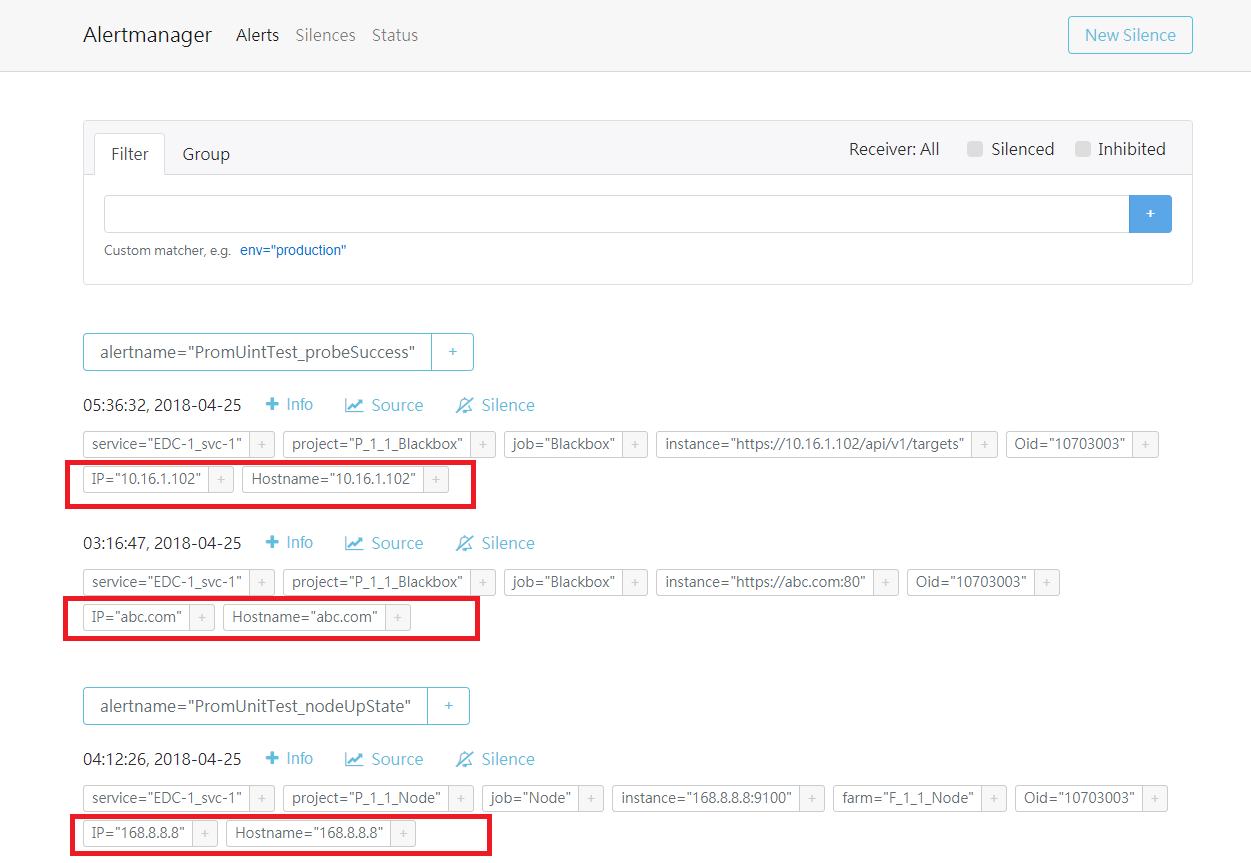 Alertmanager Alerts Silences Status New Silence
Filter Group Receiver: All Silenced Inhibited
+
Custom matcher, e.g. env="production"
alertname="PromUintTest_probeSuccess" +
05:36:32, 2018-04-25 + Info Source Silence
service="EDC-1_svc-1" + project="P_1_1_Blackbox" + job="Blackbox" + instance="https://10.16.1.102/api/v1/targets" + Oid="10703003" +
IP="10.16.1.102" + Hostname="10.16.1.102" +
03:16:47, 2018-04-25 + Info Source Silence
service="EDC-1_svc-1" + project="P_1_1_Blackbox" + job="Blackbox" + instance="https://abc.com:80" + Oid="10703003" +
IP="abc.com" + Hostname="abc.com" +
alertname="PromUnitTest_nodeUpState" +
04:12:26, 2018-04-25 + Info Source Silence
service="EDC-1_svc-1" + project="P_1_1_Node" + job="Node" + instance="168.8.8.8:9100" + farm="F_1_1_Node" + Oid="10703003" +
IP="168.8.8.8" + Hostname="168.8.8.8" +